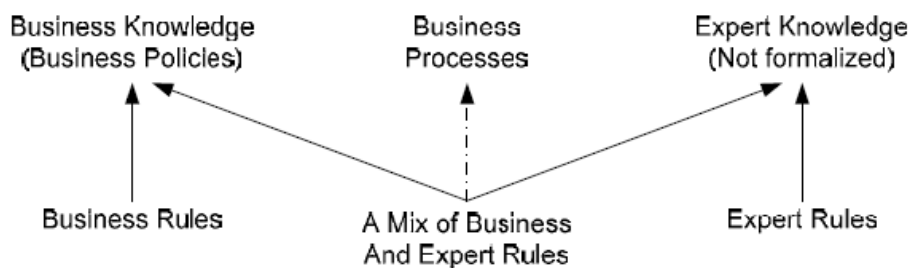 Business Knowledge
(Business Policies)
Business
Processes
Expert Knowledge
(Not formalized)
Business Rules
A Mix of Business
And Expert Rules
Expert Rules